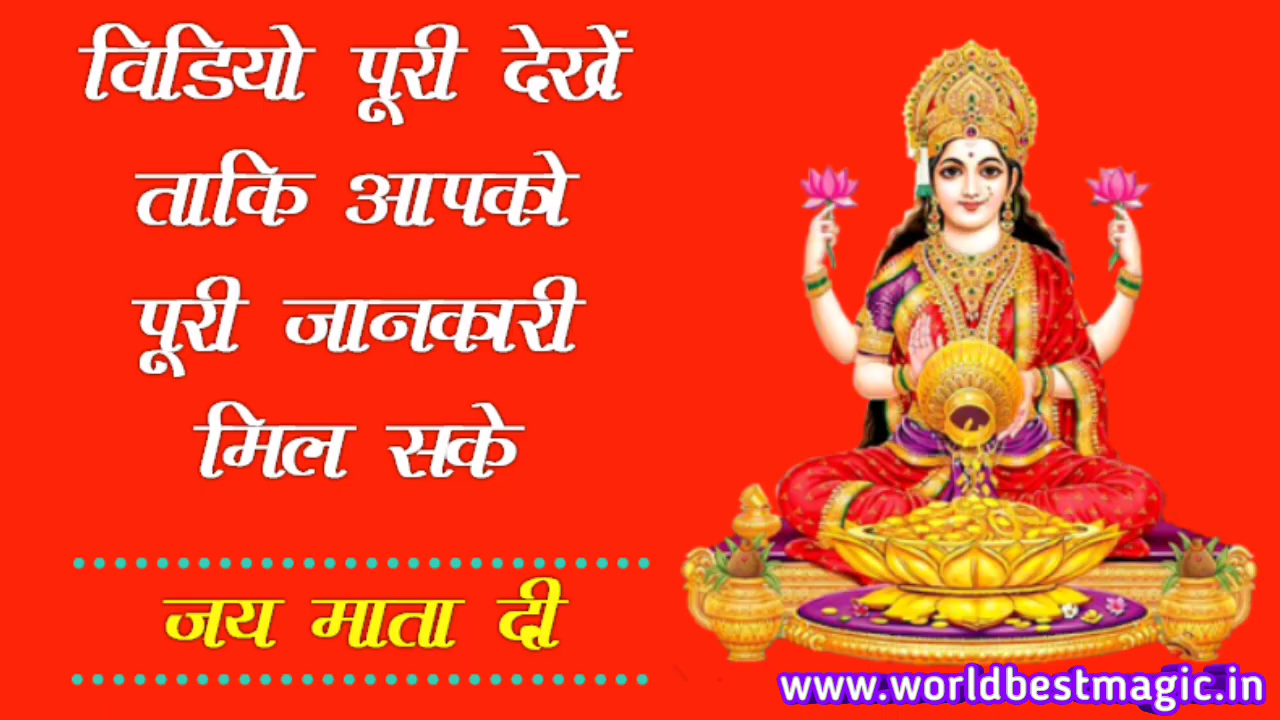 विडियो पूरी देखें
ताकि आपको
पूरी जानकारी
मिल सके
जय माता दी
www.worldbestmagic.in